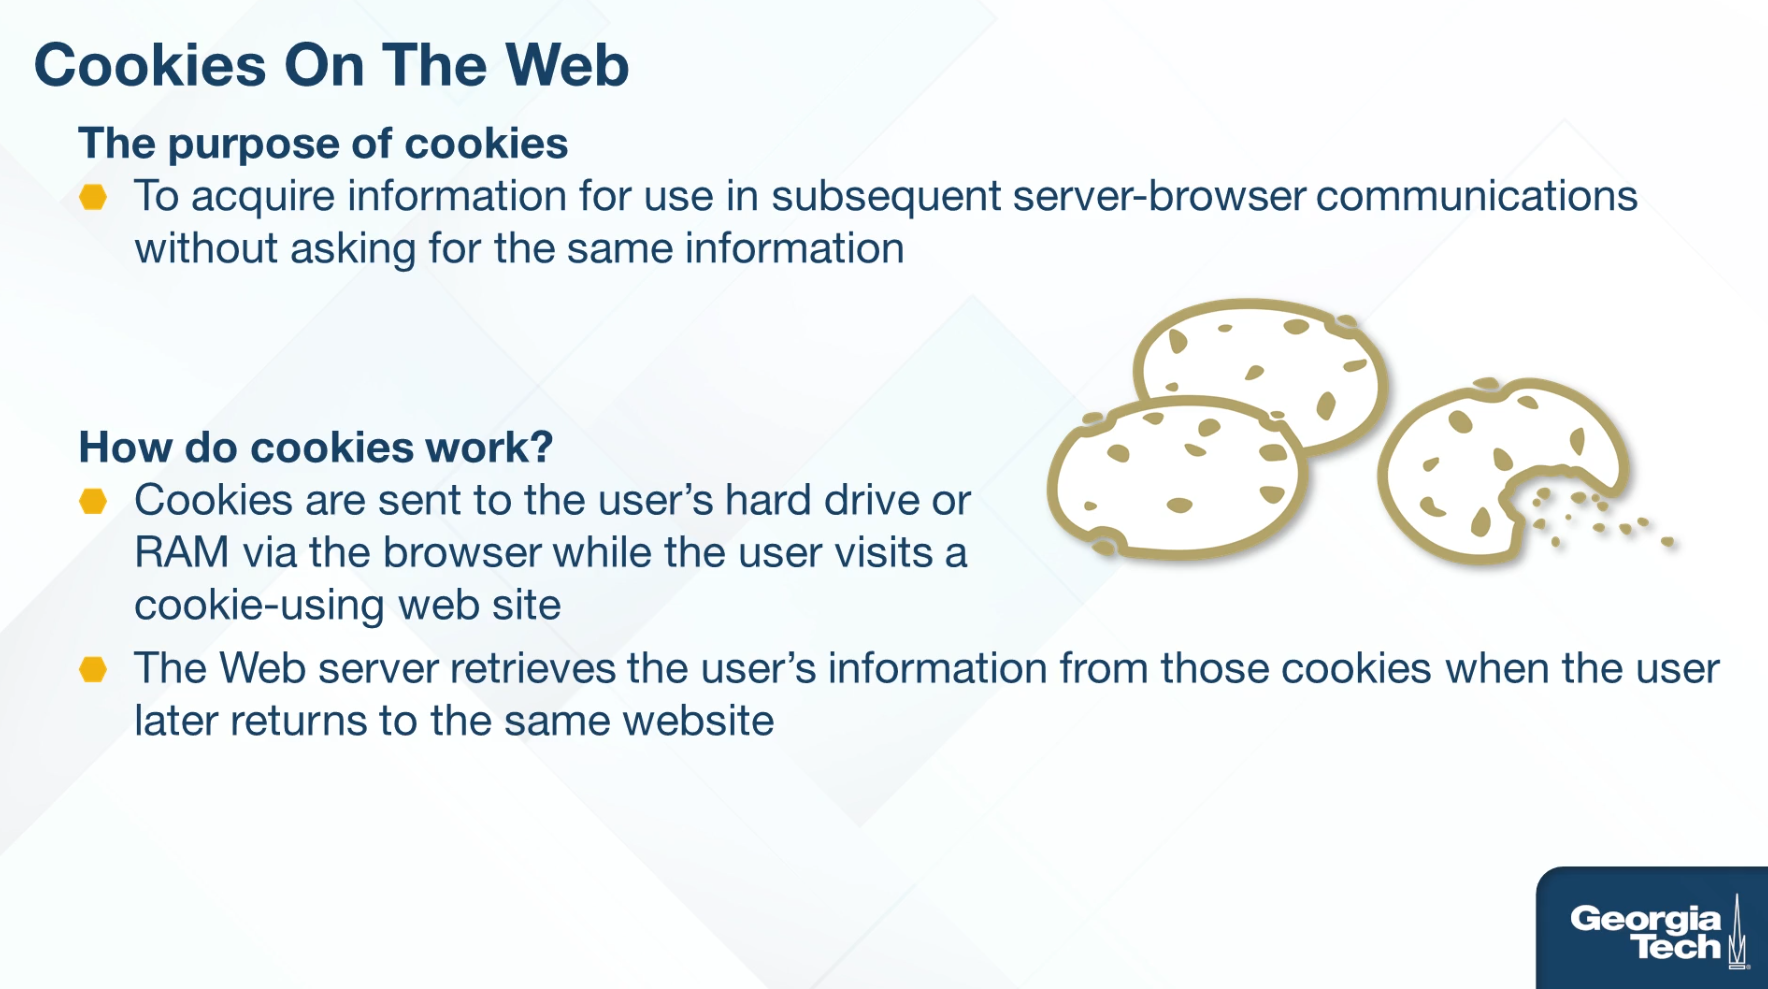 Cookies On The Web
The purpose of cookies
To acquire information for use in subsequent server-browser communications
without asking for the same information
How do cookies work?
Cookies are sent to the user’s hard drive or
RAM via the browser while the user visits a
cookie-using web site
The Web server retrieves the user’s information from those cookies when the user
later returns to the same website
Georgia
Tech